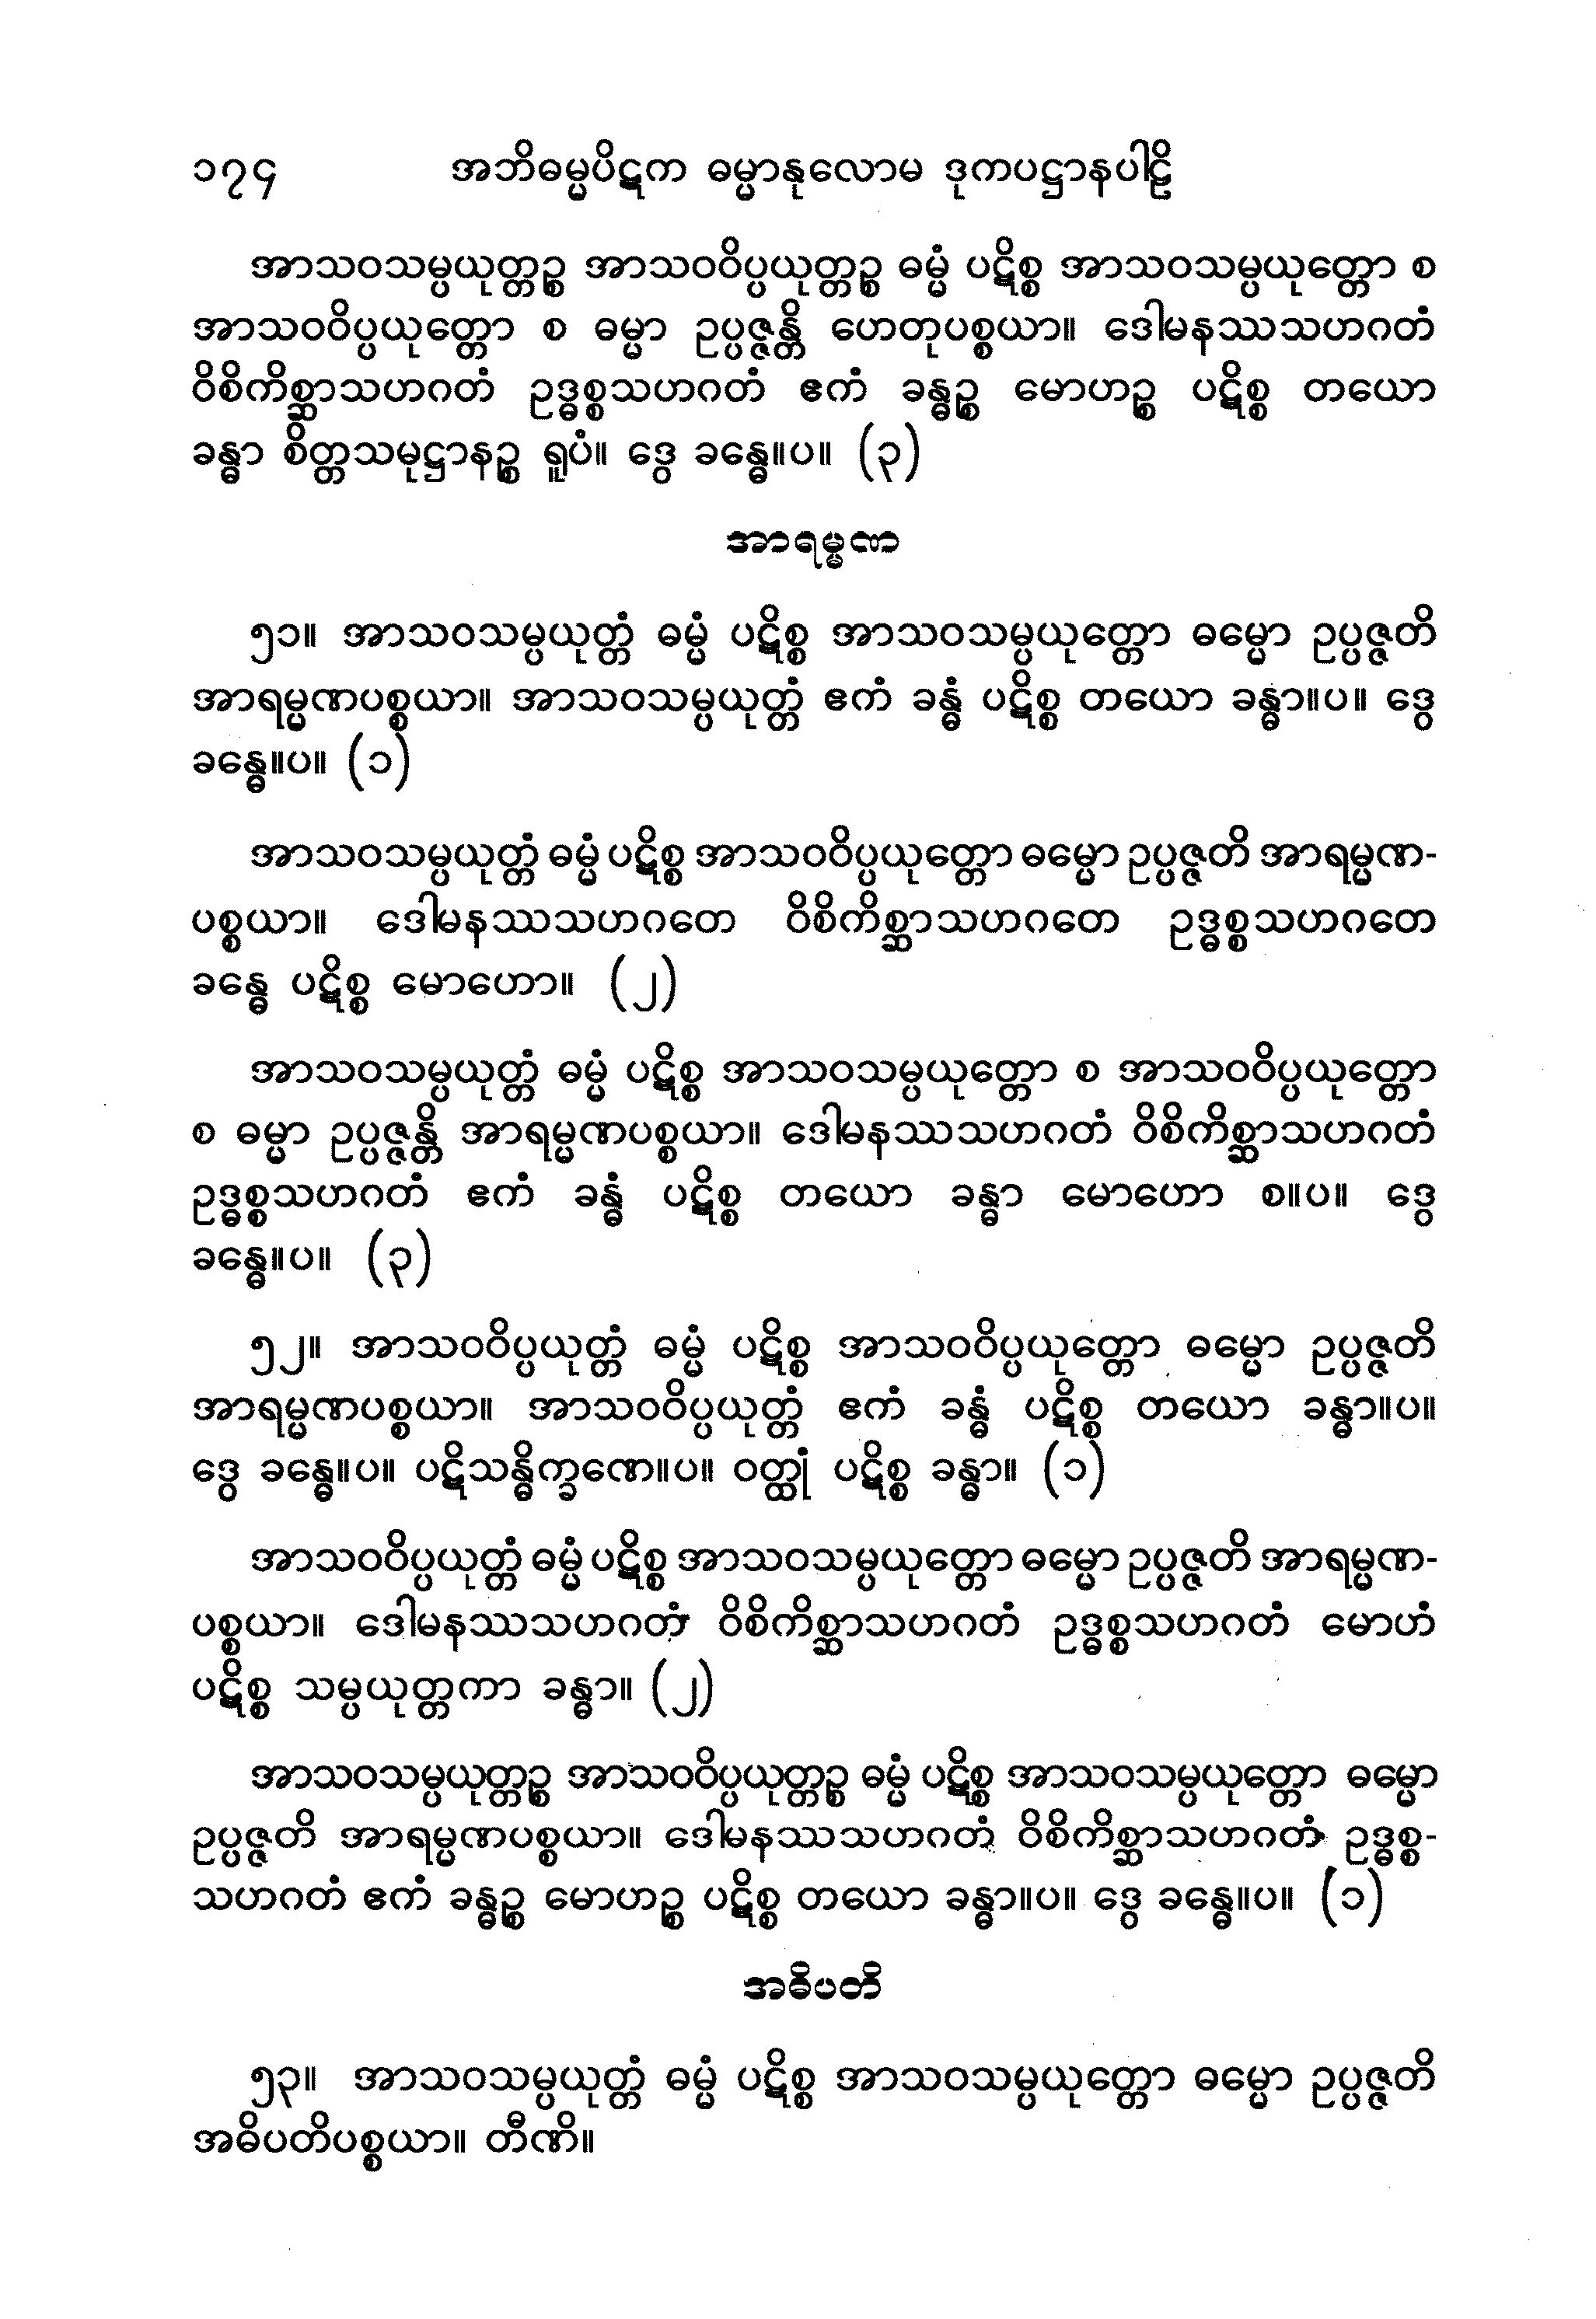 ၁၇၄ အဘိဓမ္မပိဋက ဓမ္မာနုလောမ ဒုကပဋ္ဌာနပါဠိ
အာသဝသမ္ပယုတ္တဉ္စ အာသဝဝိပ္ပယုတ္တဉ္စ ဓမ္မံ ပဋိစ္စ အာသဝသမ္ပယုတ္တော စ
အာသဝဝိပ္ပယုတ္တော စ ဓမ္မာ ဥပ္ပဇ္ဇန္တိ ဟေတုပစ္စယာ။ ဒေါမနဿသဟဂတံ
ဝိစိကိစ္ဆာသဟဂတံ ဥဒ္ဓစ္စသဟဂတံ ဧကံ ခန္ဓဉ္စ မောဟဉ္စ ပဋိစ္စ တယော
ခန္ဓာ စိတ္တသမုဋ္ဌာနဉ္စ ရူပံ။ ဒွေ ခန္ဓေ။ပ။ (၃)
အာရမ္မဏ
၅၁။ အာသဝသမ္ပယုတ္တံ ဓမ္မံ ပဋိစ္စ အာသဝသမ္ပယုတ္တော ဓမ္မော ဥပ္ပဇ္ဇတိ
အာရမ္မဏပစ္စယာ။ အာသဝသမ္ပယုတ္တံ ဧကံ ခန္ဓံ ပဋိစ္စ တယော ခန္ဓာ။ပ။ ဒွေ
ခန္ဓေ။ပ။ (၁)
အာသဝသမ္ပယုတ္တံ ဓမ္မံ ပဋိစ္စ အာသဝဝိပ္ပယုတ္တော ဓမ္မော ဥပ္ပဇ္ဇတိ အာရမ္မဏ-
ပစ္စယာ။ ဒေါမနဿသဟဂတေ ဝိစိကိစ္ဆာသဟဂတေ ဥဒ္ဓစ္စသဟဂတေ
ခန္ဓေ ပဋိစ္စ မောဟော။ (၂)
အာသဝသမ္ပယုတ္တံ ဓမ္မံ ပဋိစ္စ အာသဝသမ္ပယုတ္တော စ အာသဝဝိပ္ပယုတ္တော
စ ဓမ္မာ ဥပ္ပဇ္ဇန္တိ အာရမ္မဏပစ္စယာ။ ဒေါမနဿသဟဂတံ ဝိစိကိစ္ဆာသဟဂတံ
ဥဒ္ဓစ္စသဟဂတံ ဧကံ ခန္ဓံ ပဋိစ္စ တယော ခန္ဓာ မောဟော စ။ပ။ ဒွေ
ခန္ဓေ။ပ။ (၃)
၅၂။ အာသဝဝိပ္ပယုတ္တံ ဓမ္မံ ပဋိစ္စ အာသဝဝိပ္ပယုတ္တော ဓမ္မော ဥပ္ပဇ္ဇတိ
အာရမ္မဏပစ္စယာ။ အာသဝဝိပ္ပယုတ္တံ ဧကံ ခန္ဓံ ပဋိစ္စ တယော ခန္ဓာ။ပ။
ဒွေ ခန္ဓေ။ပ။ ပဋိသန္ဓိက္ခဏေ။ပ။ ဝတ္ထုံ ပဋိစ္စ ခန္ဓာ။ (၁)
အာသဝဝိပ္ပယုတ္တံ ဓမ္မံ ပဋိစ္စ အာသဝသမ္ပယုတ္တော ဓမ္မော ဥပ္ပဇ္ဇတိ အာရမ္မဏ-
ပစ္စယာ။ ဒေါမနဿသဟဂတံ ဝိစိကိစ္ဆာသဟဂတံ ဥဒ္ဓစ္စသဟဂတံ မောဟံ
ပဋိစ္စ သမ္ပယုတ္တကာ ခန္ဓာ။ (၂)
အာသဝသမ္ပယုတ္တဉ္စ အာသဝဝိပ္ပယုတ္တဉ္စ ဓမ္မံ ပဋိစ္စ အာသဝသမ္ပယုတ္တော ဓမ္မော
ဥပ္ပဇ္ဇတိ အာရမ္မဏပစ္စယာ။ ဒေါမနဿသဟဂတံ ဝိစိကိစ္ဆာသဟဂတံ ဥဒ္ဓစ္စ-
သဟဂတံ ဧကံ ခန္ဓဉ္စ မောဟဉ္စ ပဋိစ္စ တယော ခန္ဓာ။ပ။ ဒွေ ခန္ဓေ။ပ။ (၁)
အဓိပတိ
၅၃။ အာသဝသမ္ပယုတ္တံ ဓမ္မံ ပဋိစ္စ အာသဝသမ္ပယုတ္တော ဓမ္မော ဥပ္ပဇ္ဇတိ
အဓိပတိပစ္စယာ။ တီဏိ။